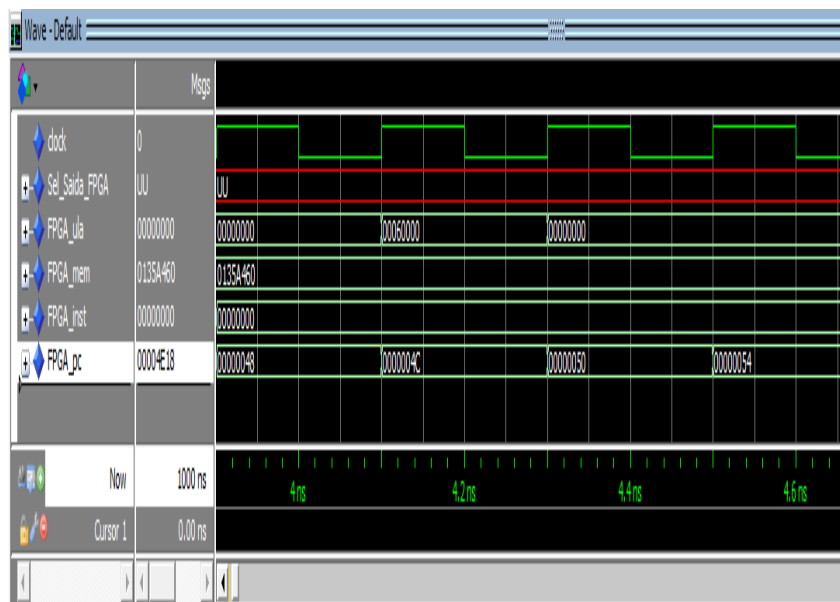 Wave - Default
Msgs
clock 0
Sel_Saida_FPGA UU UU
FPGA_ula 00000000 00000000 00060000 00000000
FPGA_mem 0135A460 0135A460
FPGA_inst 00000000 00000000
FPGA_pc 00004E18 00000048 0000004C 00000050 00000054
Now 1000 ns 4 ns 4.2 ns 4.4 ns 4.6 ns
Cursor 1 0.00 ns